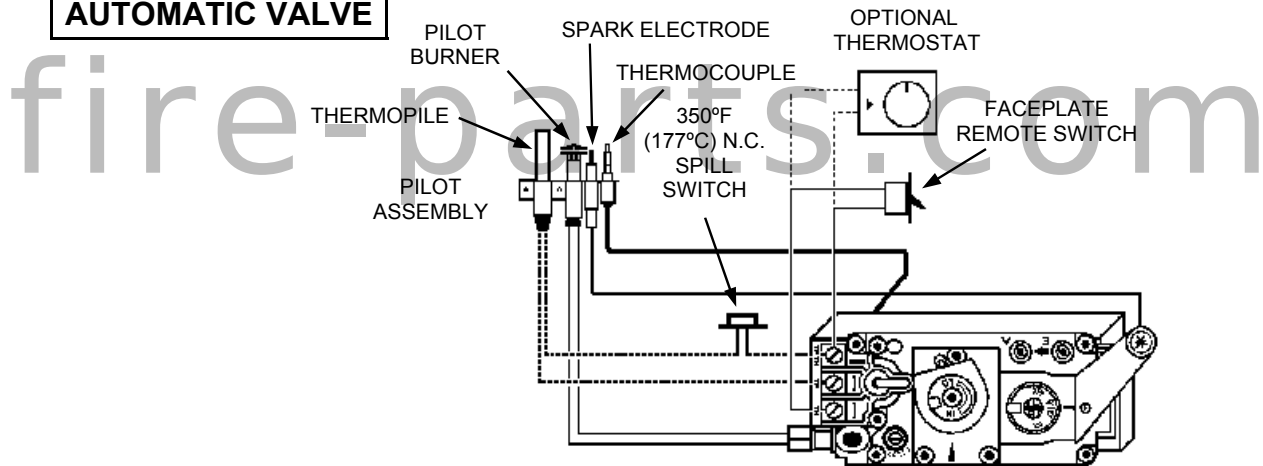 AUTOMATIC VALVE
PILOT
BURNER
SPARK ELECTRODE
OPTIONAL
THERMOSTAT
THERMOCOUPLE
THERMOPILE
350ºF
(177ºC) N.C.
SPILL
SWITCH
FACEPLATE
REMOTE SWITCH
fire-parts.com
PILOT
ASSEMBLY